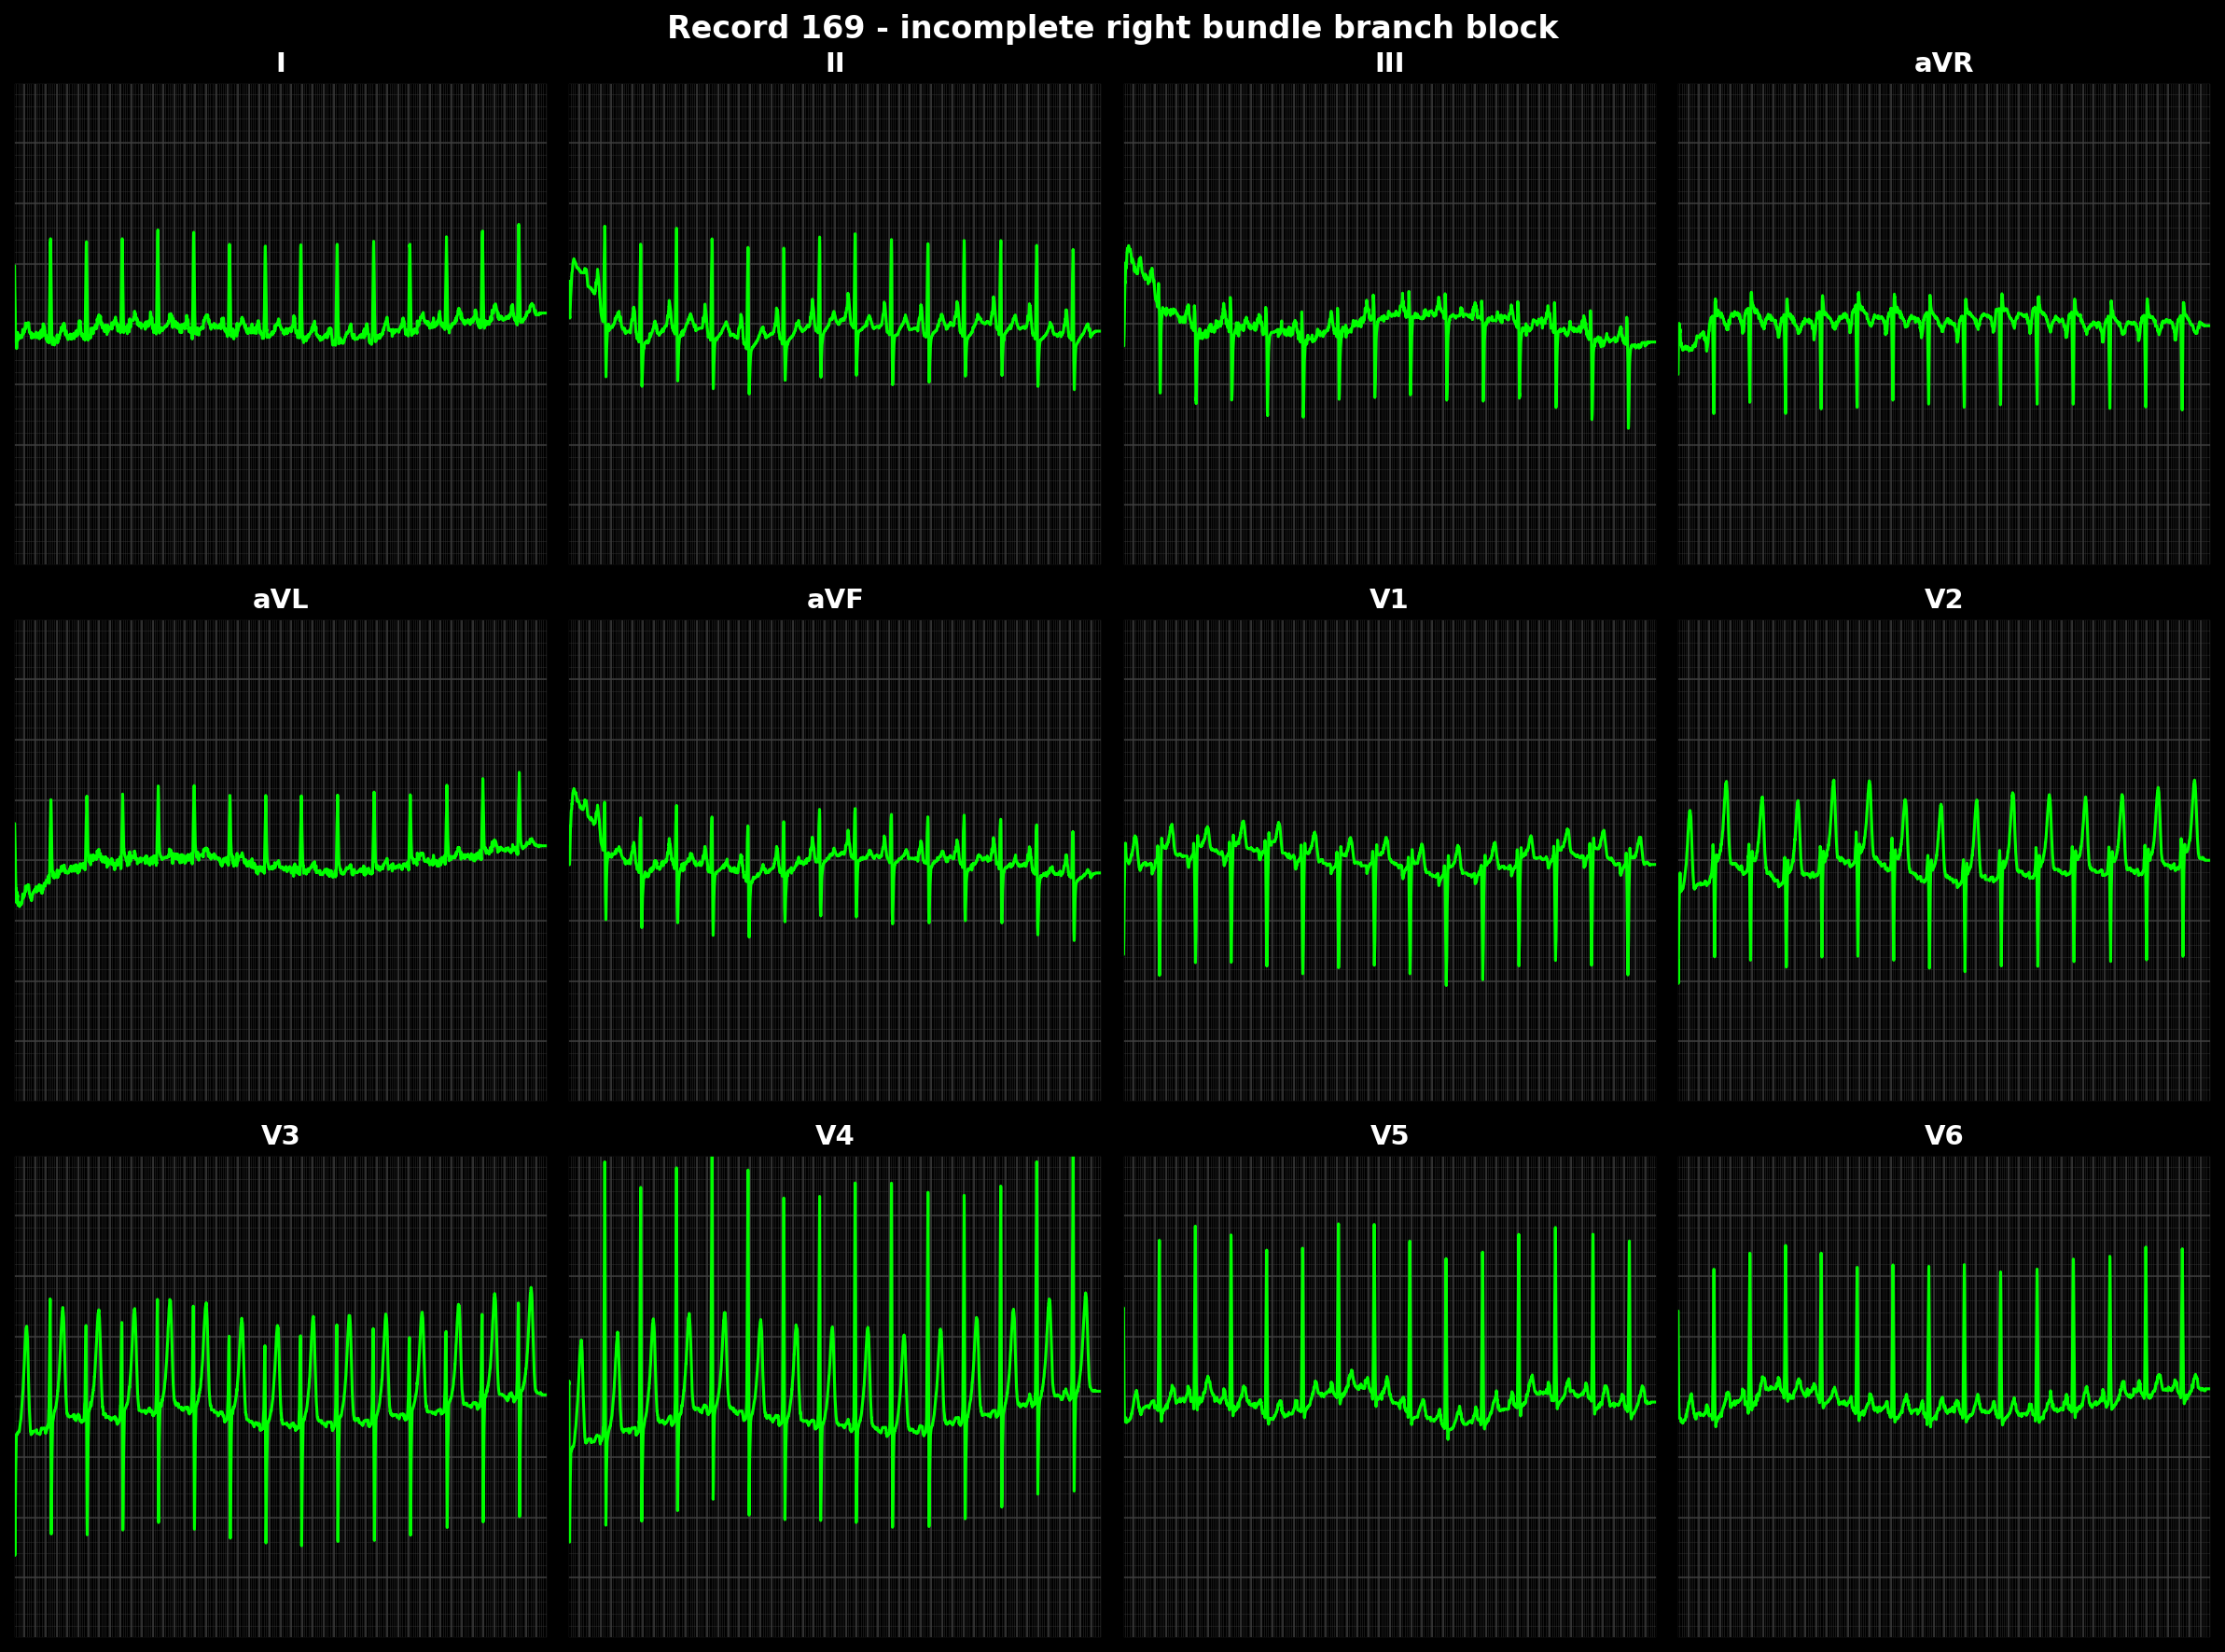 Record 169 - incomplete right bundle branch block
I
II
III
aVR
aVL
aVF
V1
V2
V3
V4
V5
V6